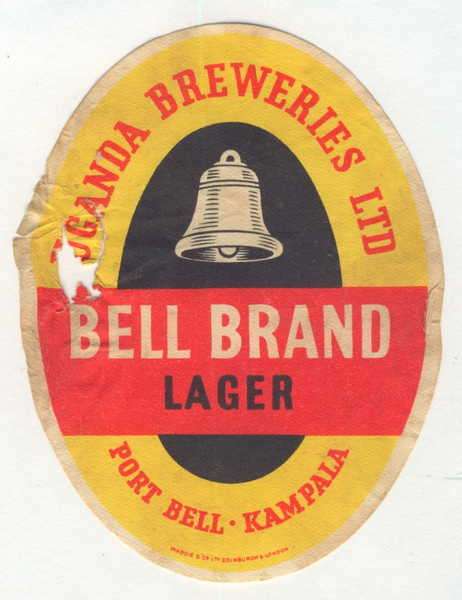 UGANDA BREWERIES LTD
BELL BRAND
LAGER
PORT BELL · KAMPALA